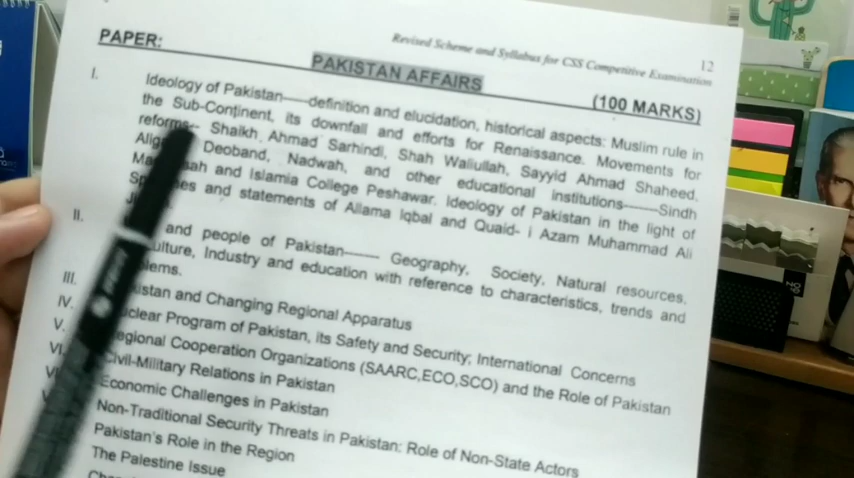 Revised Scheme and Syllabus for CSS Competitive Examination
12
PAPER:
PAKISTAN AFFAIRS
(100 MARKS)
I.
Ideology of Pakistan-----definition and elucidation, historical aspects: Muslim rule in
the Sub-Continent, its downfall and efforts for Renaissance. Movements for
reforms-- Shaikh Ahmad Sarhindi, Shah Waliullah, Sayyid Ahmad Shaheed,
Deoband, Nadwah, and other educational institutions------Sindh
and Islamia College Peshawar. Ideology of Pakistan in the light of
and statements of Allama Iqbal and Quaid- i Azam Muhammad Ali
II.
and people of Pakistan------ Geography, Society, Natural resources,
Industry and education with reference to characteristics, trends and
III.
and Changing Regional Apparatus
IV.
Program of Pakistan, its Safety and Security; International Concerns
V.
Cooperation Organizations (SAARC,ECO,SCO) and the Role of Pakistan
Civil-Military Relations in Pakistan
Economic Challenges in Pakistan
Non-Traditional Security Threats in Pakistan: Role of Non-State Actors
Pakistan's Role in the Region
The Palestine Issue